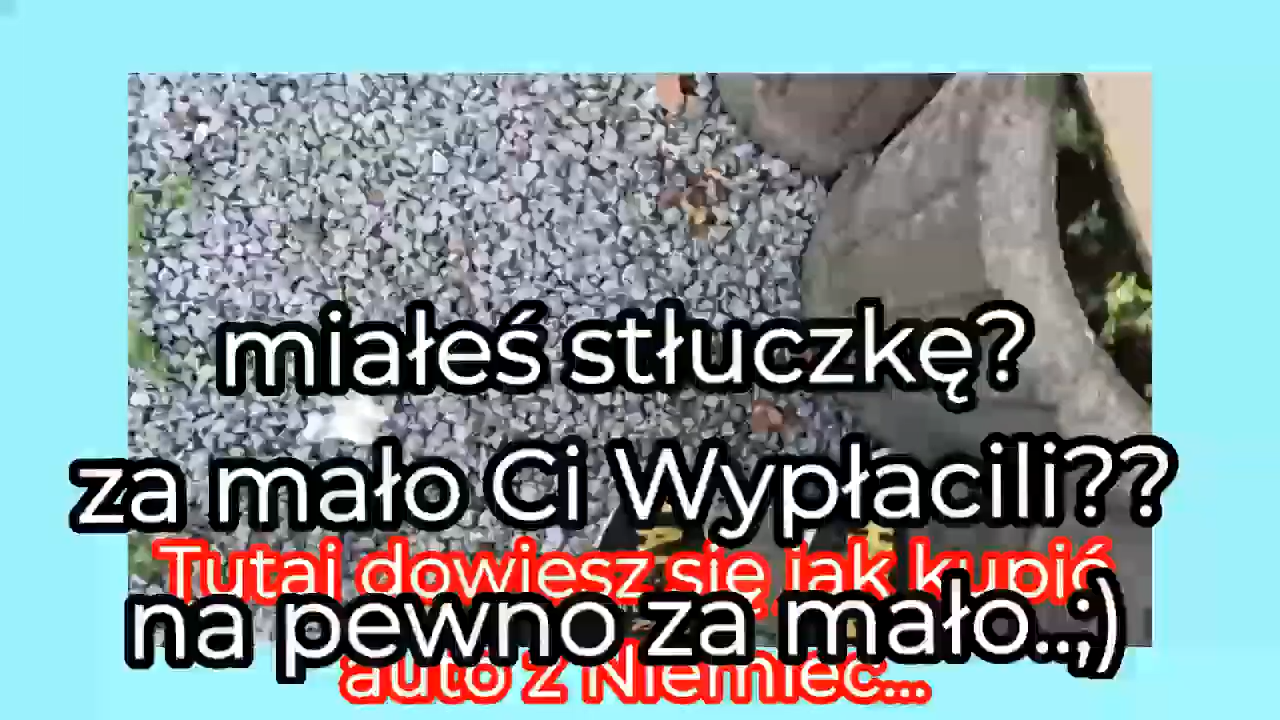 miałeś stłuczkę?
za mało Ci Wypłacili??
Tutaj dowiesz się jak kupić
na pewno za mało..;)
auto z Niemiec...